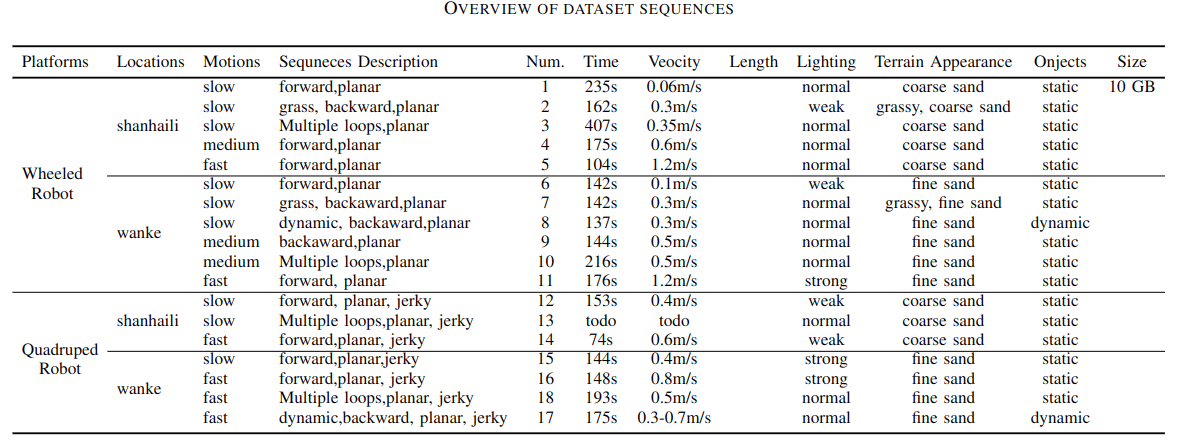 OVERVIEW OF DATASET SEQUENCES
Platforms Locations Motions Sequneces Description Num. Time Veocity Length Lighting Terrain Appearance Onjects Size
slow forward,planar 1 235s 0.06m/s normal coarse sand static 10 GB
slow grass, backward,planar 2 162s 0.3m/s weak grassy, coarse sand static
shanhaili slow Multiple loops,planar 3 407s 0.35m/s normal coarse sand static
medium forward,planar 4 175s 0.6m/s normal coarse sand static
fast forward,planar 5 104s 1.2m/s normal coarse sand static
Wheeled
Robot
slow forward,planar 6 142s 0.1m/s weak fine sand static
slow grass, backaward,planar 7 142s 0.3m/s normal grassy, fine sand static
wanke slow dynamic, backaward,planar 8 137s 0.3m/s normal fine sand dynamic
medium backaward,planar 9 144s 0.5m/s normal fine sand static
medium Multiple loops,planar 10 216s 0.5m/s normal fine sand static
fast forward, planar 11 176s 1.2m/s strong fine sand static
slow forward, planar, jerky 12 153s 0.4m/s weak coarse sand static
shanhaili slow Multiple loops,planar, jerky 13 todo todo normal coarse sand static
fast forward,planar, jerky 14 74s 0.6m/s weak coarse sand static
Quadruped
Robot
slow forward,planar,jerky 15 144s 0.4m/s strong fine sand static
wanke fast forward,planar, jerky 16 148s 0.8m/s strong fine sand static
fast Multiple loops,planar, jerky 18 193s 0.5m/s normal fine sand static
fast dynamic,backward, planar, jerky 17 175s 0.3-0.7m/s normal fine sand dynamic